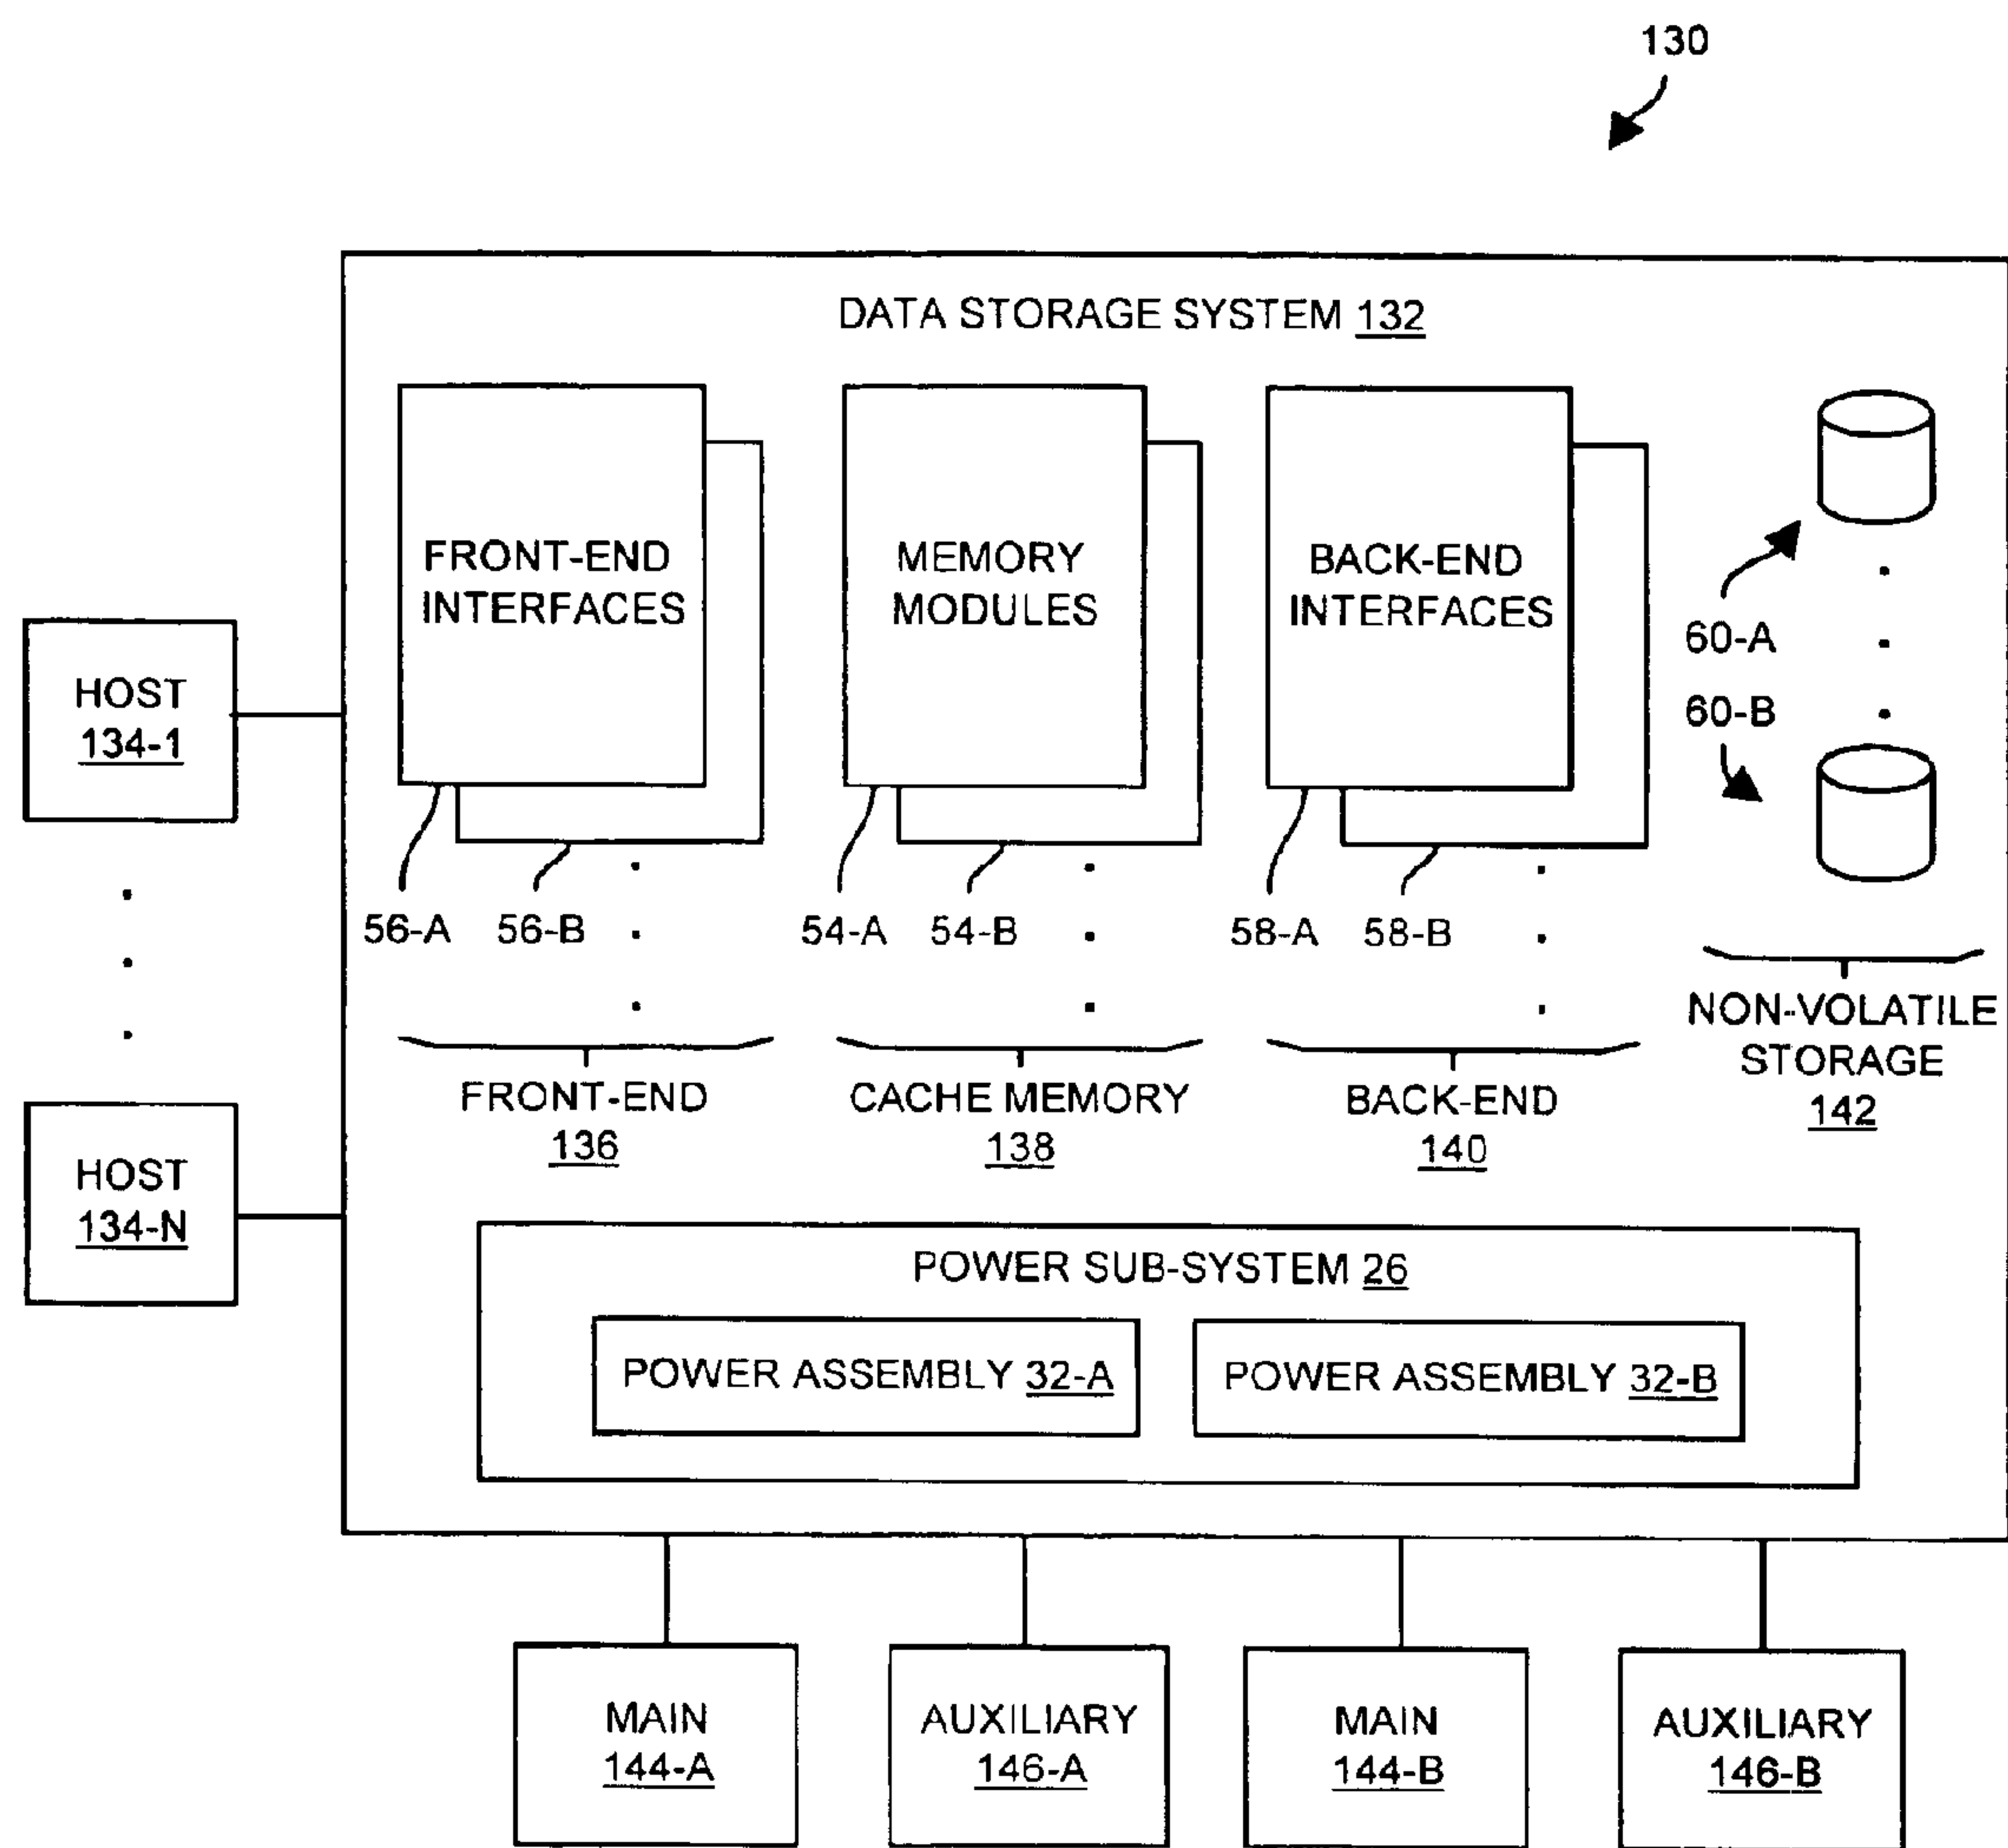 130
DATA STORAGE SYSTEM 132
FRONT-END
INTERFACES
MEMORY
MODULES
BACK-END
INTERFACES
60-A
60-B
HOST
134-1
56-A
56-B
54-A
54-B
58-A
58-B
NON-VOLATILE
STORAGE
142
FRONT-END
136
CACHE MEMORY
138
BACK-END
140
HOST
134-N
POWER SUB-SYSTEM 26
POWER ASSEMBLY 32-A
POWER ASSEMBLY 32-B
MAIN
144-A
AUXILIARY
146-A
MAIN
144-B
AUXILIARY
146-B